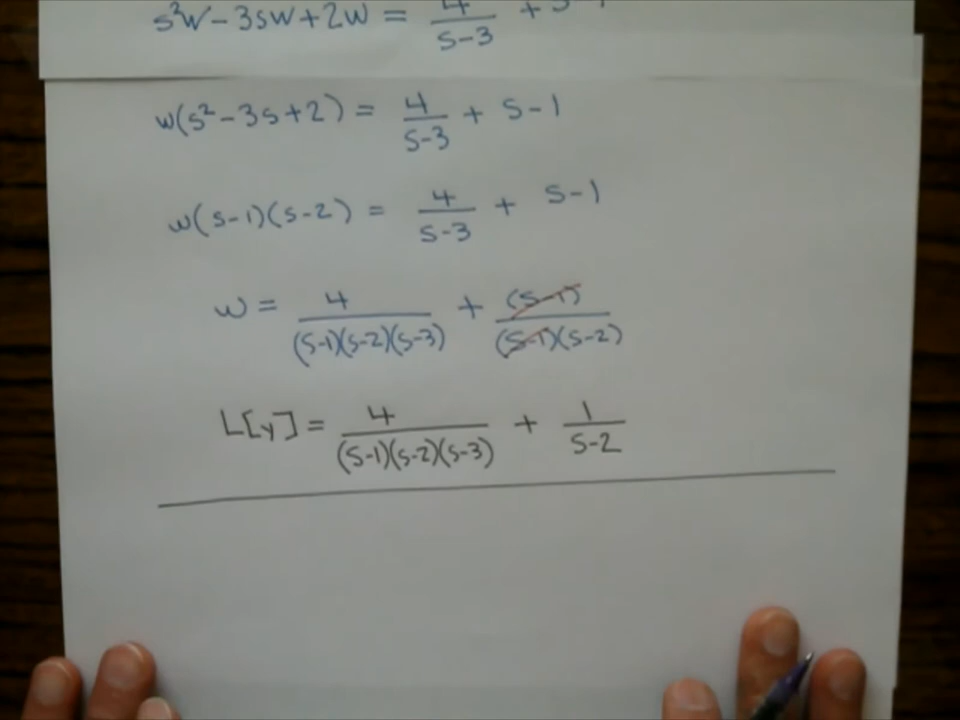 s²w - 3sw + 2w = 4/(s-3) +
w(s² - 3s + 2) = 4/(s-3) + s - 1
w(s-1)(s-2) = 4/(s-3) + s - 1
w = 4/((s-1)(s-2)(s-3)) + (s-1)/((s-1)(s-2))
L[y] = 4/((s-1)(s-2)(s-3)) + 1/(s-2)